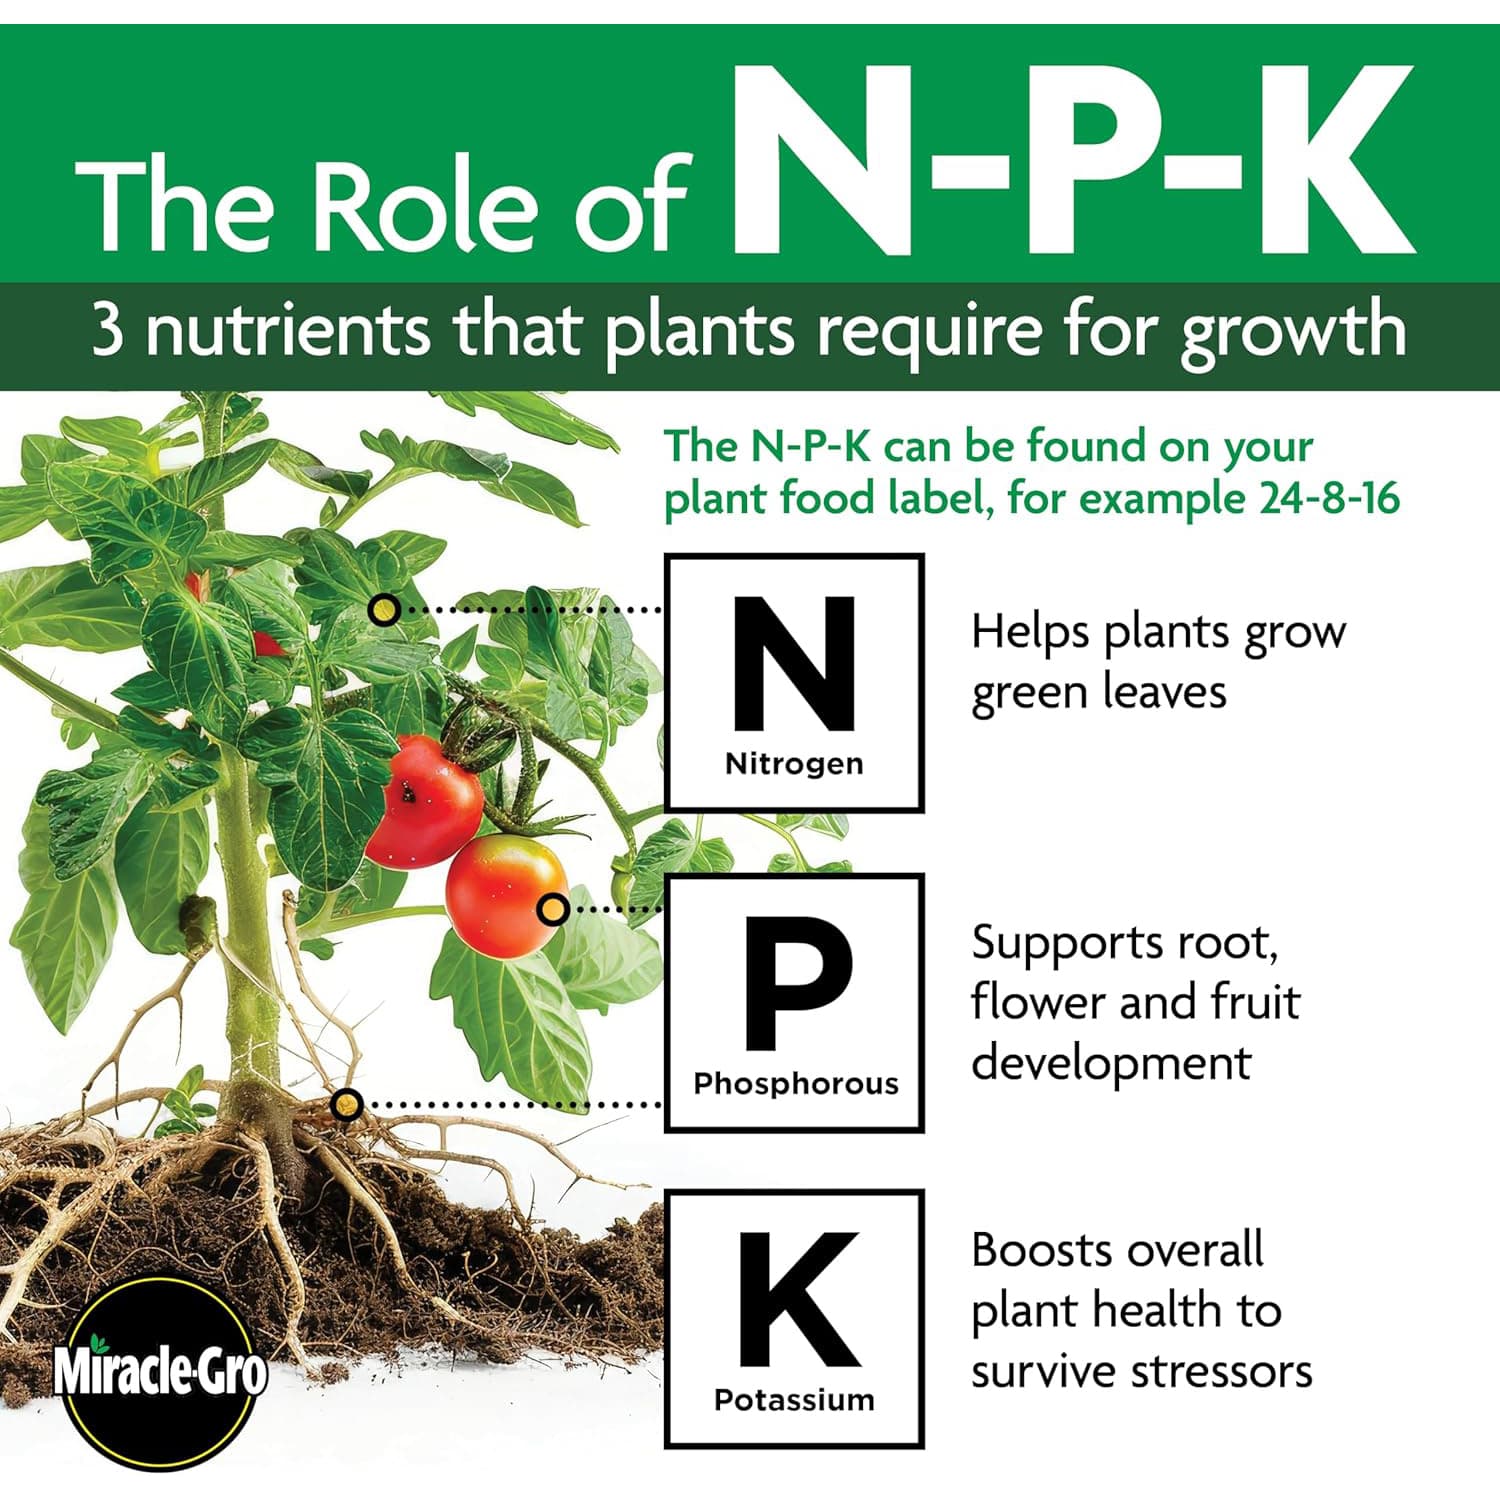 The Role of N-P-K
3 nutrients that plants require for growth
The N-P-K can be found on your
plant food label, for example 24-8-16
N
Nitrogen
Helps plants grow
green leaves
P
Phosphorous
Supports root,
flower and fruit
development
K
Potassium
Boosts overall
plant health to
survive stressors
Miracle-Gro